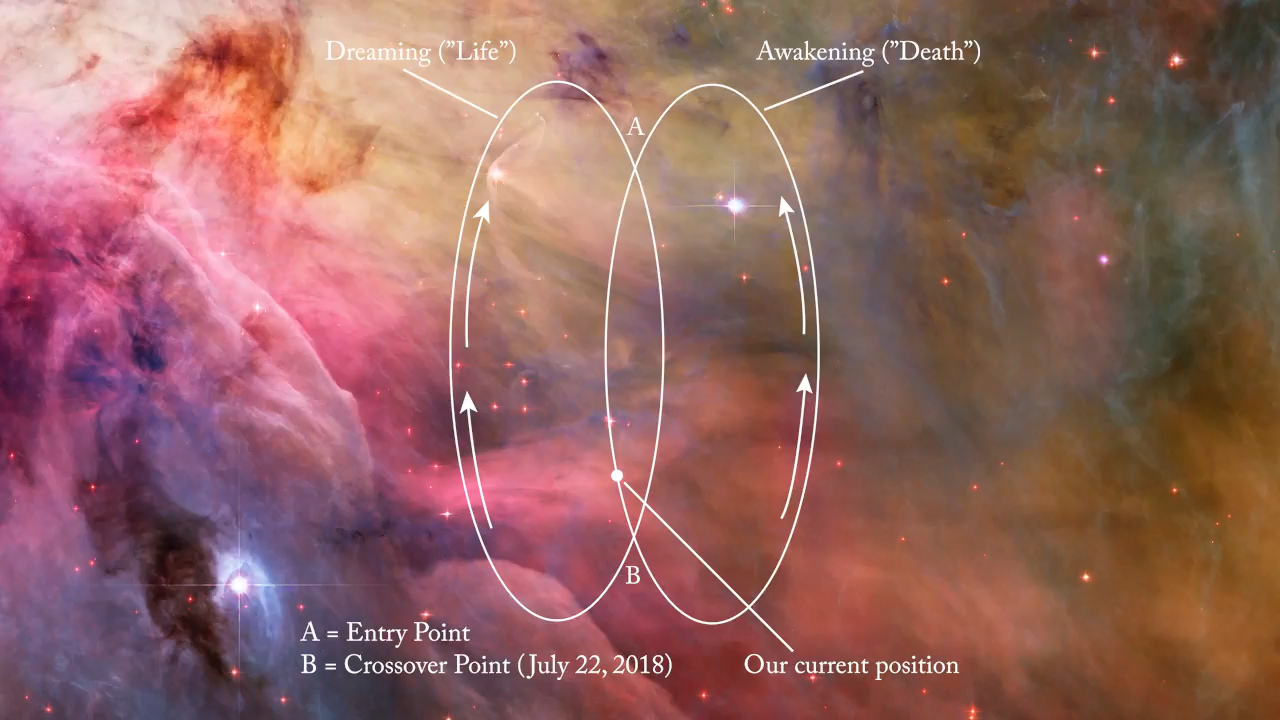 Dreaming (”Life”)
Awakening (”Death”)
A
B
A = Entry Point
B = Crossover Point (July 22, 2018)
Our current position